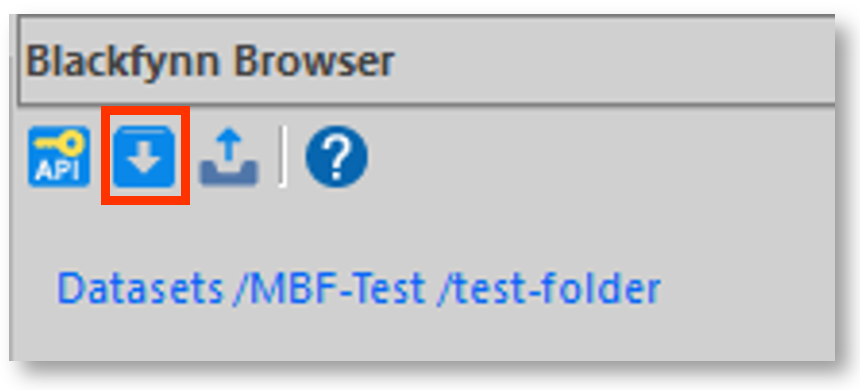 Blackfynn Browser
API ?
Datasets /MBF-Test /test-folder